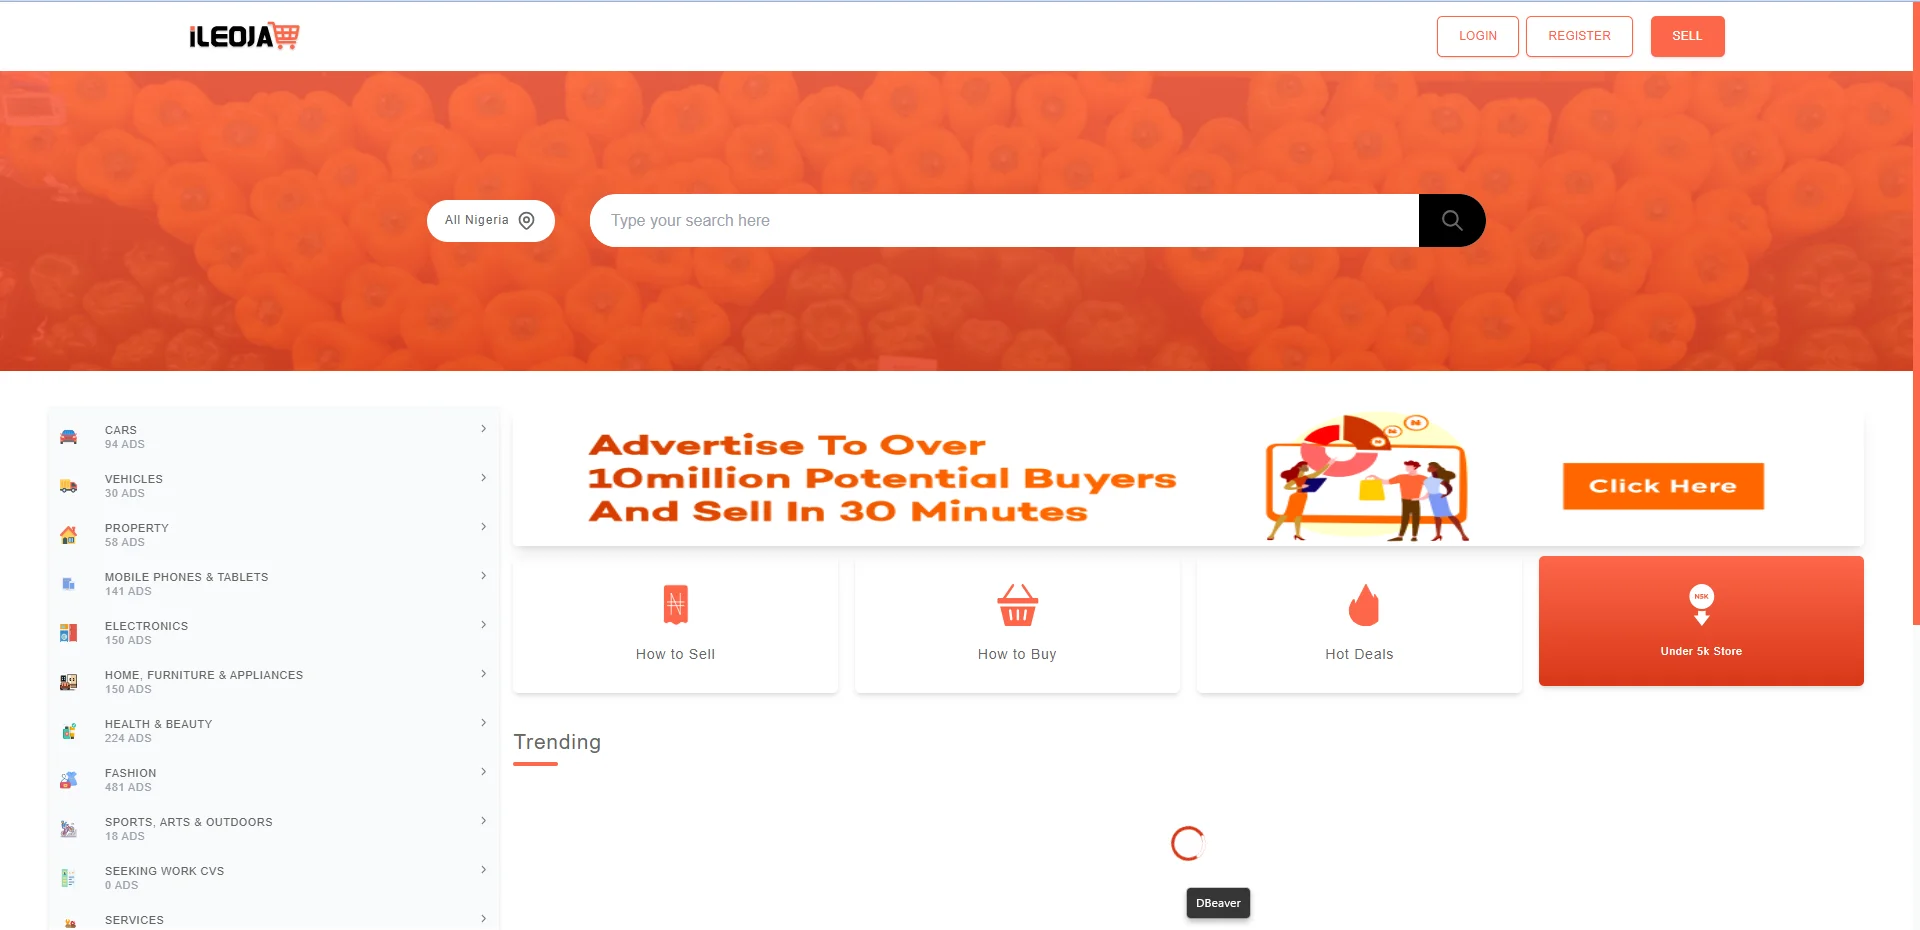 iLEOJA
LOGIN
REGISTER
SELL
All Nigeria
Type your search here
CARS
94 ADS
VEHICLES
30 ADS
PROPERTY
58 ADS
MOBILE PHONES & TABLETS
141 ADS
ELECTRONICS
150 ADS
HOME, FURNITURE & APPLIANCES
150 ADS
HEALTH & BEAUTY
224 ADS
FASHION
481 ADS
SPORTS, ARTS & OUTDOORS
18 ADS
SEEKING WORK CVS
0 ADS
SERVICES
Advertise To Over
10million Potential Buyers
And Sell In 30 Minutes
Click Here
How to Sell
How to Buy
Hot Deals
N5K
Under 5k Store
Trending
DBeaver